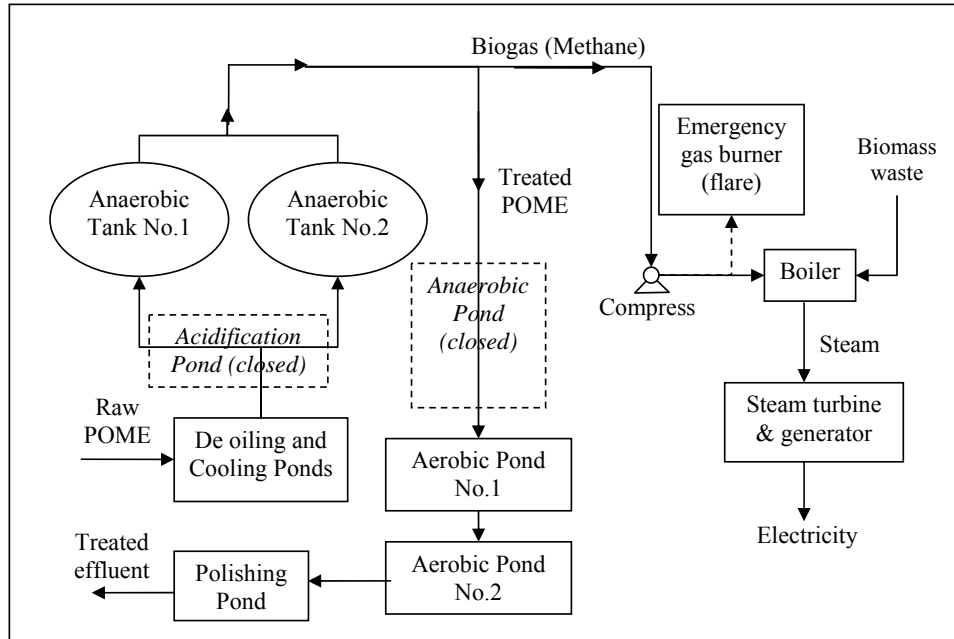 Biogas (Methane)
Emergency
gas burner
(flare)
Biomass
waste
Treated
POME
Anaerobic
Tank No.1
Anaerobic
Tank No.2
Anaerobic
Pond
(closed)
Boiler
Compress
Acidification
Pond (closed)
Steam
Raw
POME
De oiling and
Cooling Ponds
Steam turbine
& generator
Aerobic Pond
No.1
Electricity
Treated
effluent
Polishing
Pond
Aerobic Pond
No.2